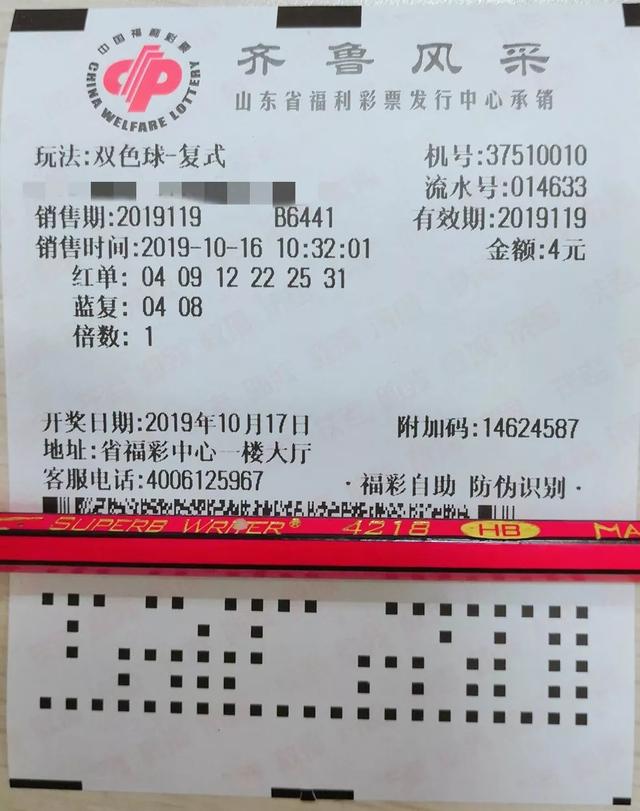 中国福利彩票
CHINA WELFARE LOTTERY
齐鲁风采
山东省福利彩票发行中心承销
玩法:双色球-复式 机号:37510010
流水号:014633
销售期:2019119 B6441 有效期:2019119
销售时间:2019-10-16 10:32:01 金额:4元
红单: 04 09 12 22 25 31
蓝复: 04 08
倍数: 1
开奖日期:2019年10月17日 附加码:14624587
地址:省福彩中心一楼大厅
客服电话:4006125967 ·福彩自助 防伪识别·
SUPERB WRITER® 4218 HB MA